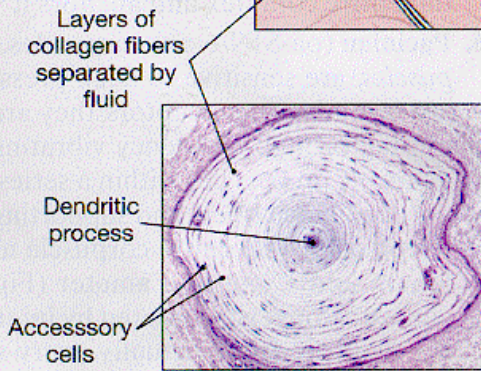 Layers of
collagen fibers
separated by
fluid
Dendritic
process
Accesssory
cells